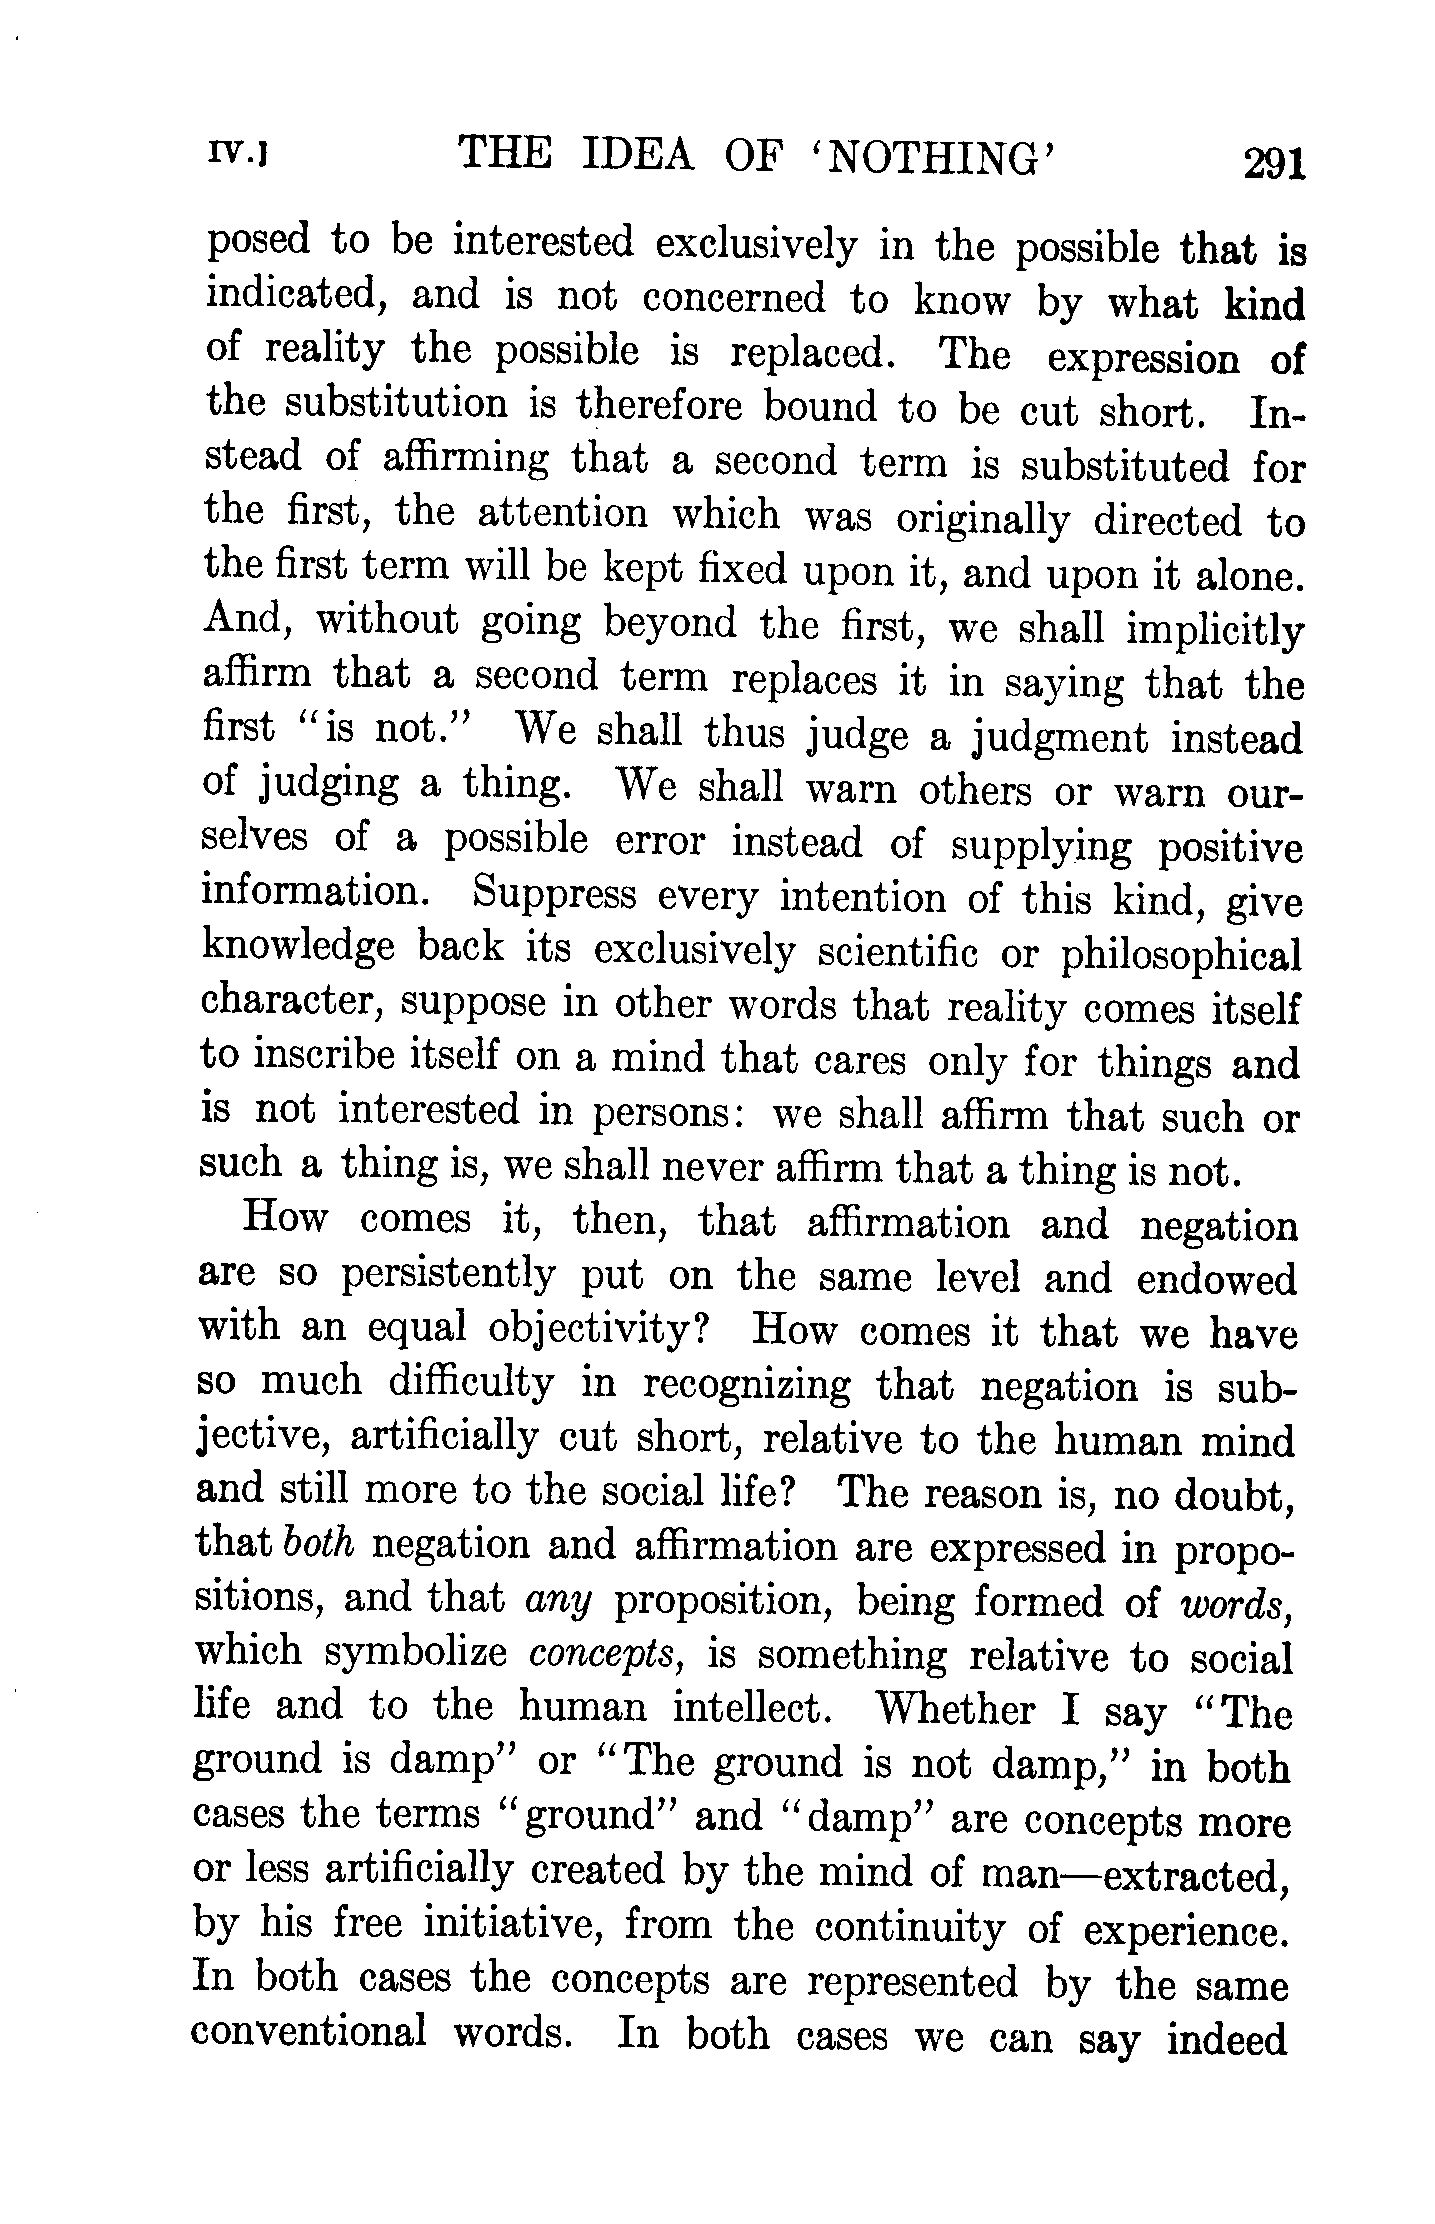 IV.] THE IDEA OF ‘NOTHING’ 291
posed to be interested exclusively in the possible that is
indicated, and is not concerned to know by what kind
of reality the possible is replaced. The expression of
the substitution is therefore bound to be cut short. In-
stead of affirming that a second term is substituted for
the first, the attention which was originally directed to
the first term will be kept fixed upon it, and upon it alone.
And, without going beyond the first, we shall implicitly
affirm that a second term replaces it in saying that the
first “is not.” We shall thus judge a judgment instead
of judging a thing. We shall warn others or warn our-
selves of a possible error instead of supplying positive
information. Suppress every intention of this kind, give
knowledge back its exclusively scientific or philosophical
character, suppose in other words that reality comes itself
to inscribe itself on a mind that cares only for things and
is not interested in persons: we shall affirm that such or
such a thing is, we shall never affirm that a thing is not.
How comes it, then, that affirmation and negation
are so persistently put on the same level and endowed
with an equal objectivity? How comes it that we have
so much difficulty in recognizing that negation is sub-
jective, artificially cut short, relative to the human mind
and still more to the social life? The reason is, no doubt,
that both negation and affirmation are expressed in propo-
sitions, and that any proposition, being formed of words,
which symbolize concepts, is something relative to social
life and to the human intellect. Whether I say “The
ground is damp” or “The ground is not damp,” in both
cases the terms “ground” and “damp” are concepts more
or less artificially created by the mind of man—extracted,
by his free initiative, from the continuity of experience.
In both cases the concepts are represented by the same
conventional words. In both cases we can say indeed